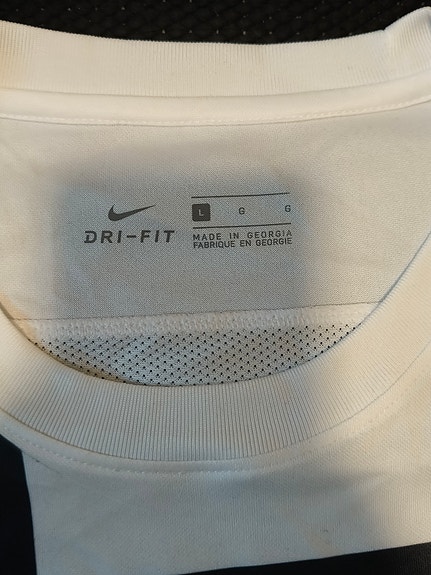 L G G
DRI-FIT
MADE IN GEORGIA
FABRIQUE EN GEORGIE